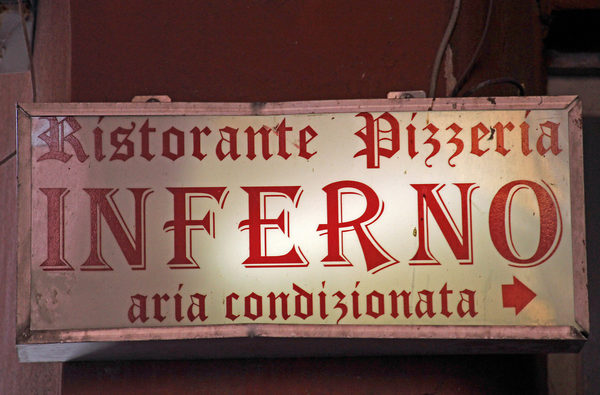 Ristorante Pizzeria
INFERNO
aria condizionata